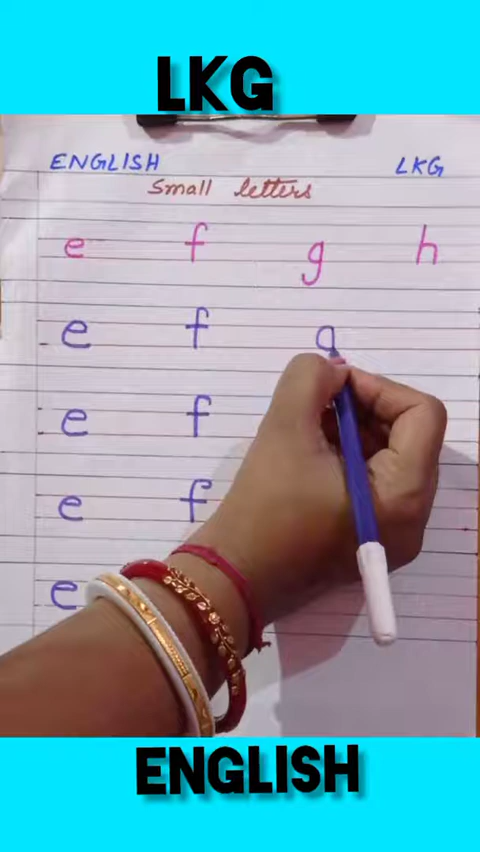 LKG
ENGLISH LKG
Small letters
e f g h
e f g
e f
e f
e
ENGLISH